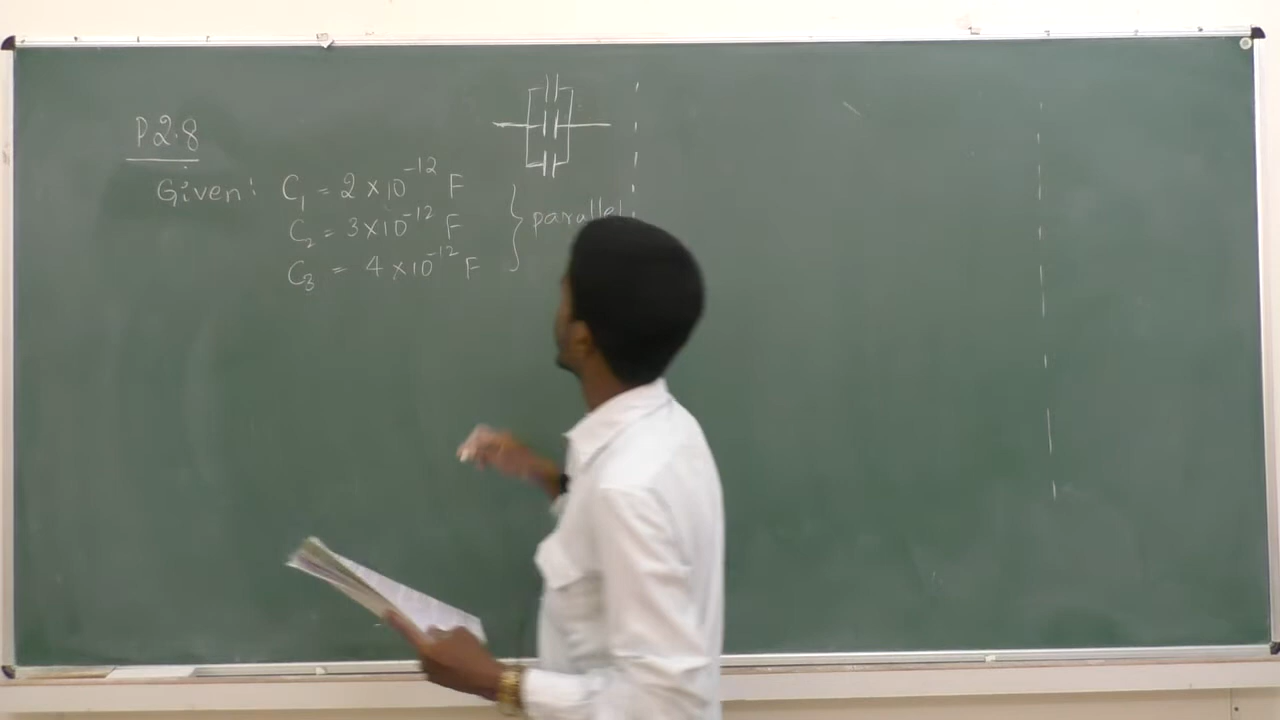 P2.8
Given: C₁ = 2 × 10⁻¹² F
C₂ = 3×10⁻¹² F
C₃ = 4 ×10⁻¹² F
} parallel